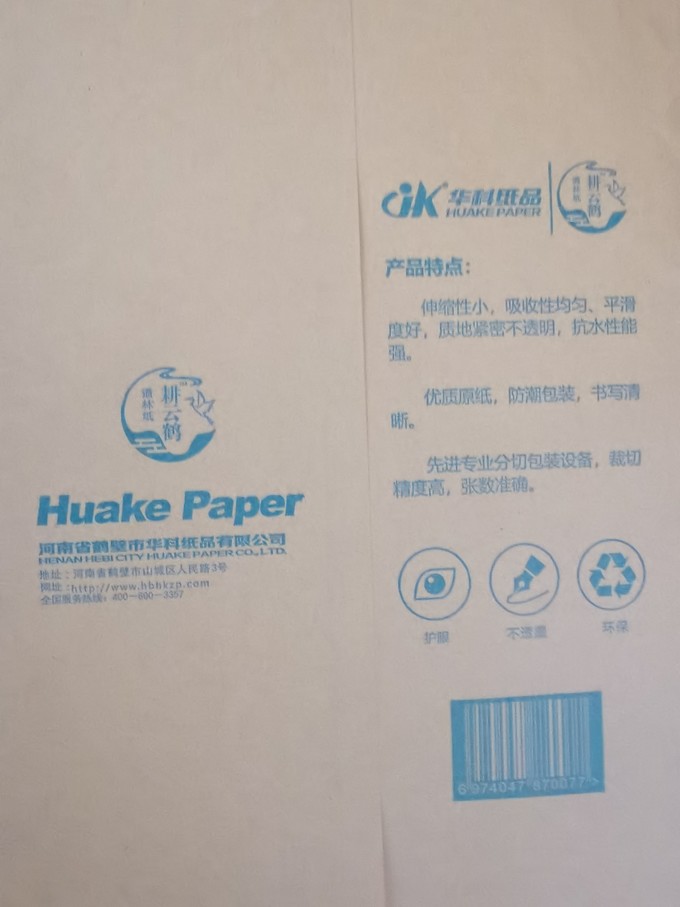 道林纸
耕云鹤
Huake Paper
河南省鹤壁市华科纸品有限公司
HENAN HEBI CITY HUAKE PAPER CO.,LTD.
地址：河南省鹤壁市山城区人民路3号
网址：http://www.hbhkzp.com
全国服务热线：400-800-3357
华科纸品
HUAKE PAPER
道林纸
耕云鹤
产品特点：
伸缩性小，吸收性均匀、平滑
度好，质地紧密不透明，抗水性能
强。
优质原纸，防潮包装，书写清
晰。
先进专业分切包装设备，裁切
精度高，张数准确。
护眼
不透墨
环保
6 974047 870077 >